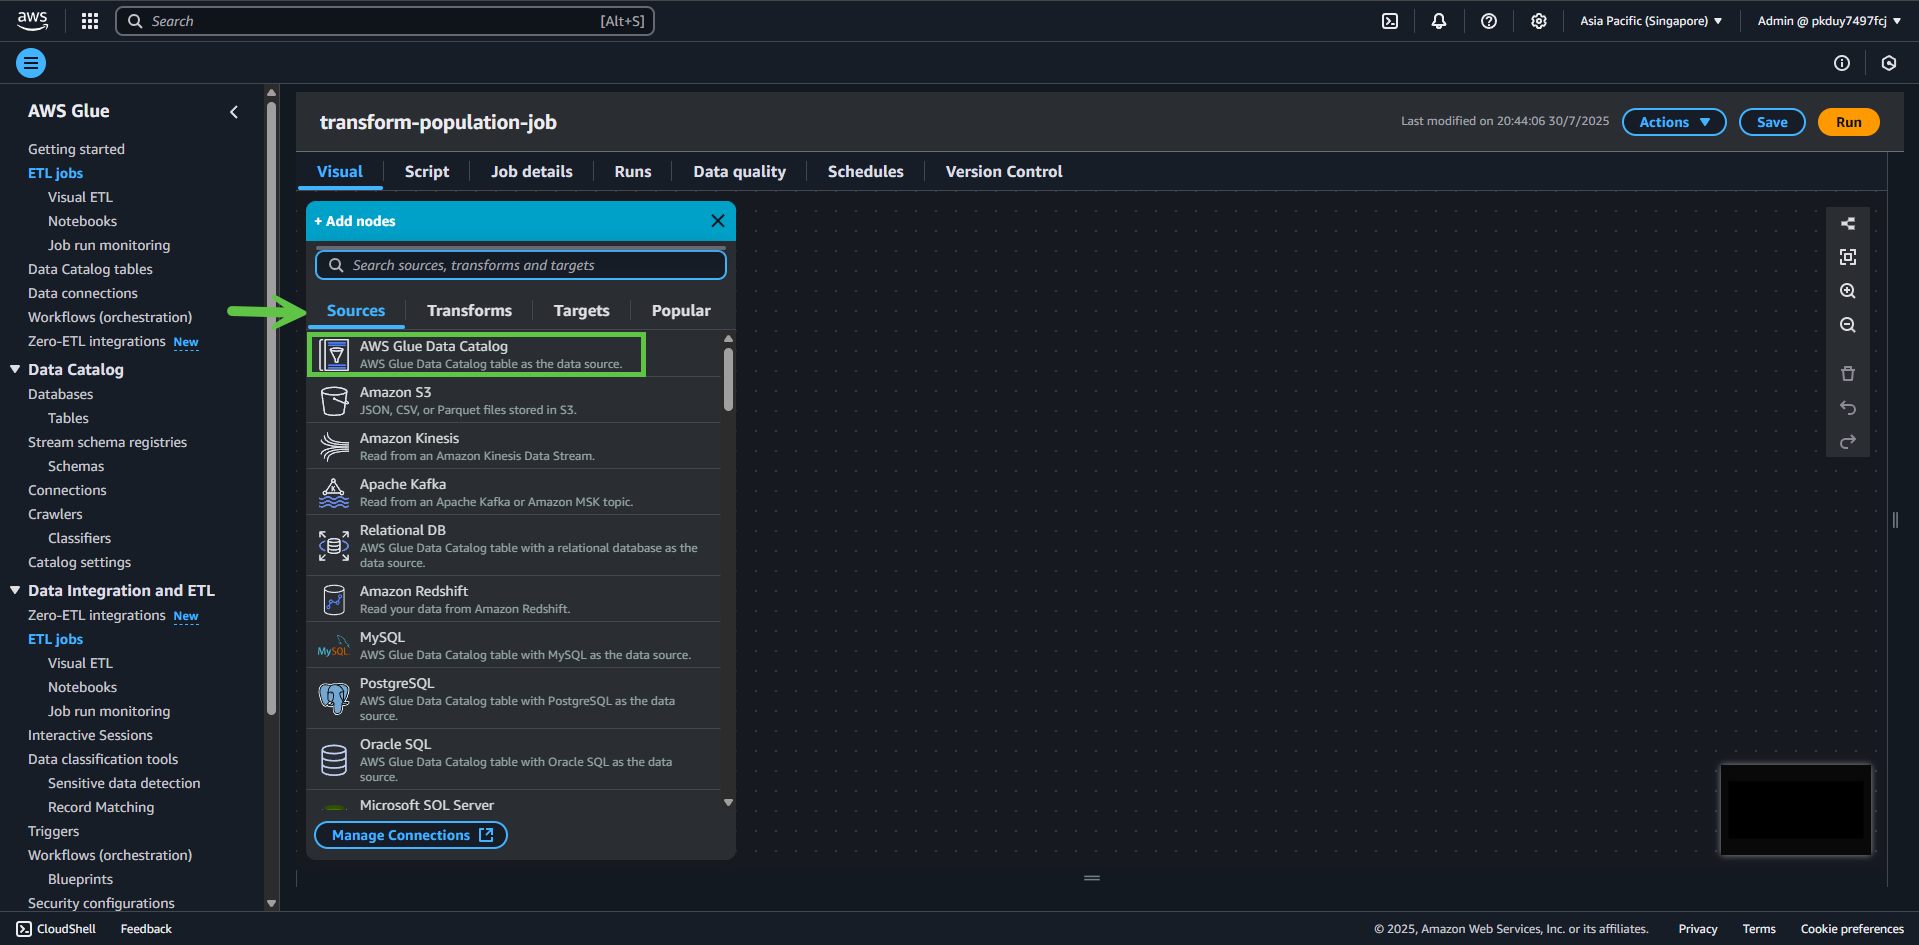 aws
Search
[Alt+S]
Asia Pacific (Singapore)
Admin @ pkduy7497fcj
AWS Glue
Getting started
ETL jobs
Visual ETL
Notebooks
Job run monitoring
Data Catalog tables
Data connections
Workflows (orchestration)
Zero-ETL integrations New
Data Catalog
Databases
Tables
Stream schema registries
Schemas
Connections
Crawlers
Classifiers
Catalog settings
Data Integration and ETL
Zero-ETL integrations New
ETL jobs
Visual ETL
Notebooks
Job run monitoring
Interactive Sessions
Data classification tools
Sensitive data detection
Record Matching
Triggers
Workflows (orchestration)
Blueprints
Security configurations
transform-population-job
Last modified on 20:44:06 30/7/2025
Actions
Save
Run
Visual
Script
Job details
Runs
Data quality
Schedules
Version Control
+ Add nodes
Search sources, transforms and targets
Sources
Transforms
Targets
Popular
AWS Glue Data Catalog
AWS Glue Data Catalog table as the data source.
Amazon S3
JSON, CSV, or Parquet files stored in S3.
Amazon Kinesis
Read from an Amazon Kinesis Data Stream.
Apache Kafka
Read from an Apache Kafka or Amazon MSK topic.
Relational DB
AWS Glue Data Catalog table with a relational database as the
data source.
Amazon Redshift
Read your data from Amazon Redshift.
MySQL
MySQL
AWS Glue Data Catalog table with MySQL as the data source.
PostgreSQL
AWS Glue Data Catalog table with PostgreSQL as the data
source.
Oracle SQL
AWS Glue Data Catalog table with Oracle SQL as the data
source.
Microsoft SQL Server
Manage Connections
CloudShell
Feedback
© 2025, Amazon Web Services, Inc. or its affiliates.
Privacy
Terms
Cookie preferences